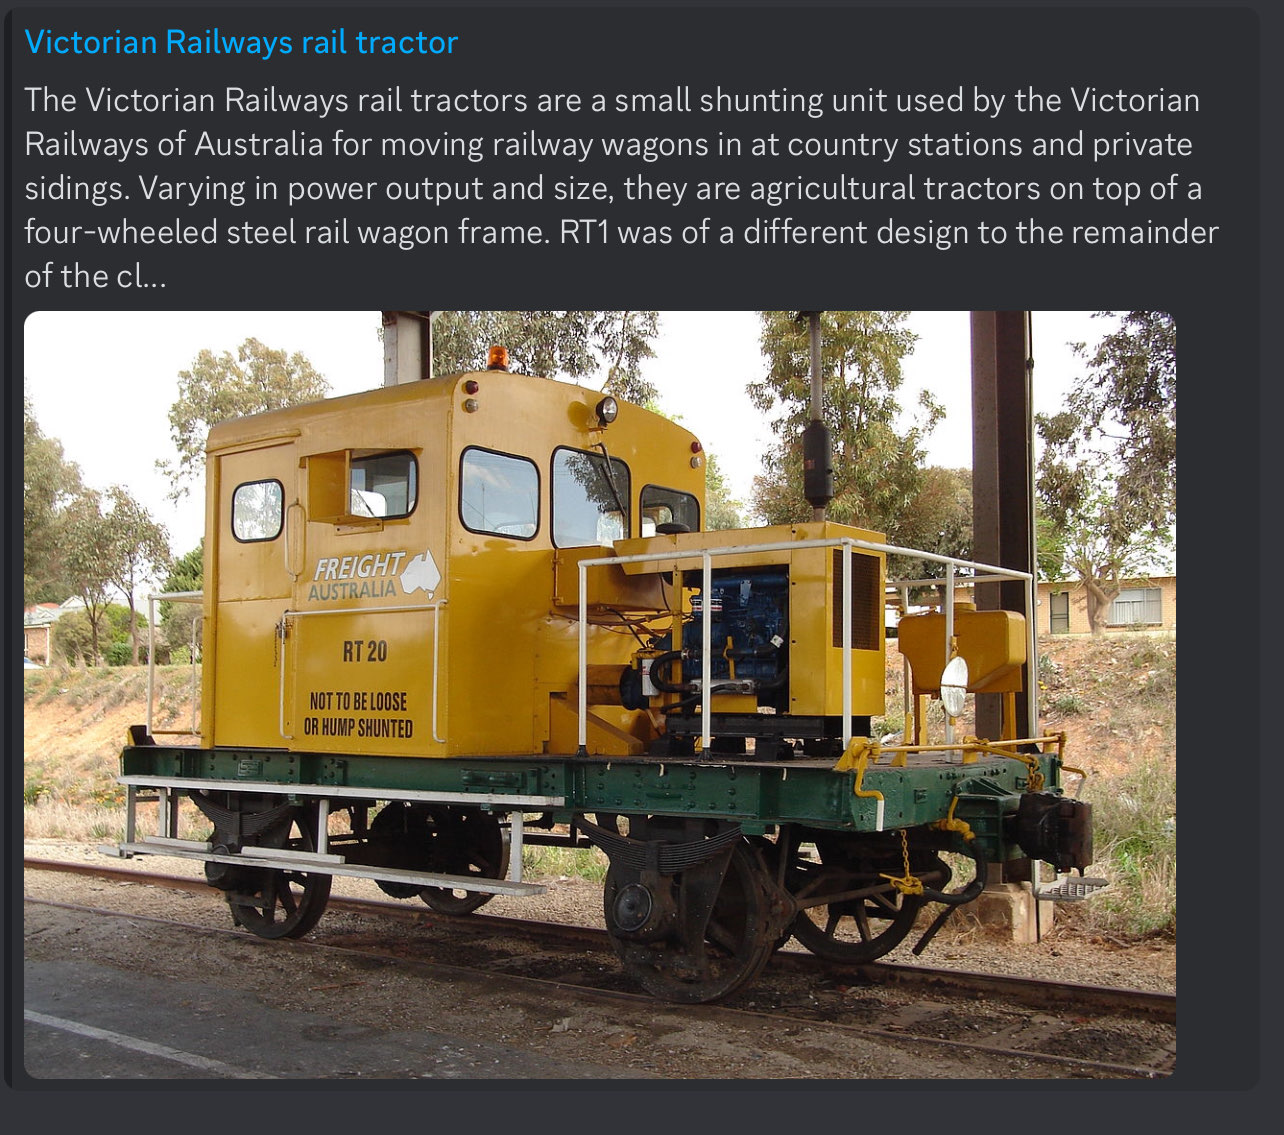 Victorian Railways rail tractor
The Victorian Railways rail tractors are a small shunting unit used by the Victorian
Railways of Australia for moving railway wagons in at country stations and private
sidings. Varying in power output and size, they are agricultural tractors on top of a
four-wheeled steel rail wagon frame. RT1 was of a different design to the remainder
of the cl...
FREIGHT
AUSTRALIA
RT 20
NOT TO BE LOOSE
OR HUMP SHUNTED